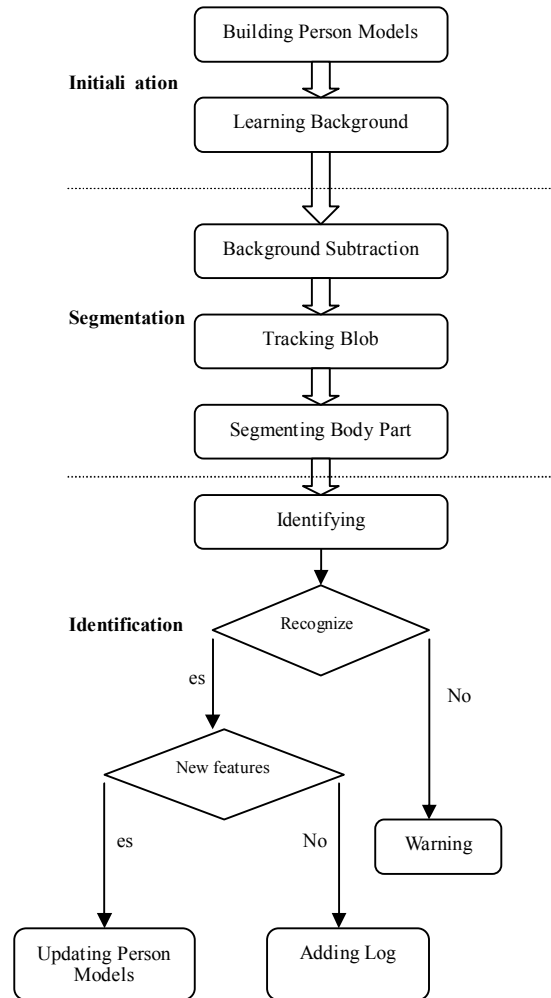 Building Person Models
Initiali ation
Learning Background
Background Subtraction
Segmentation
Tracking Blob
Segmenting Body Part
Identifying
Identification
Recognize
es
No
New features
es
No
Warning
Updating Person
Models
Adding Log